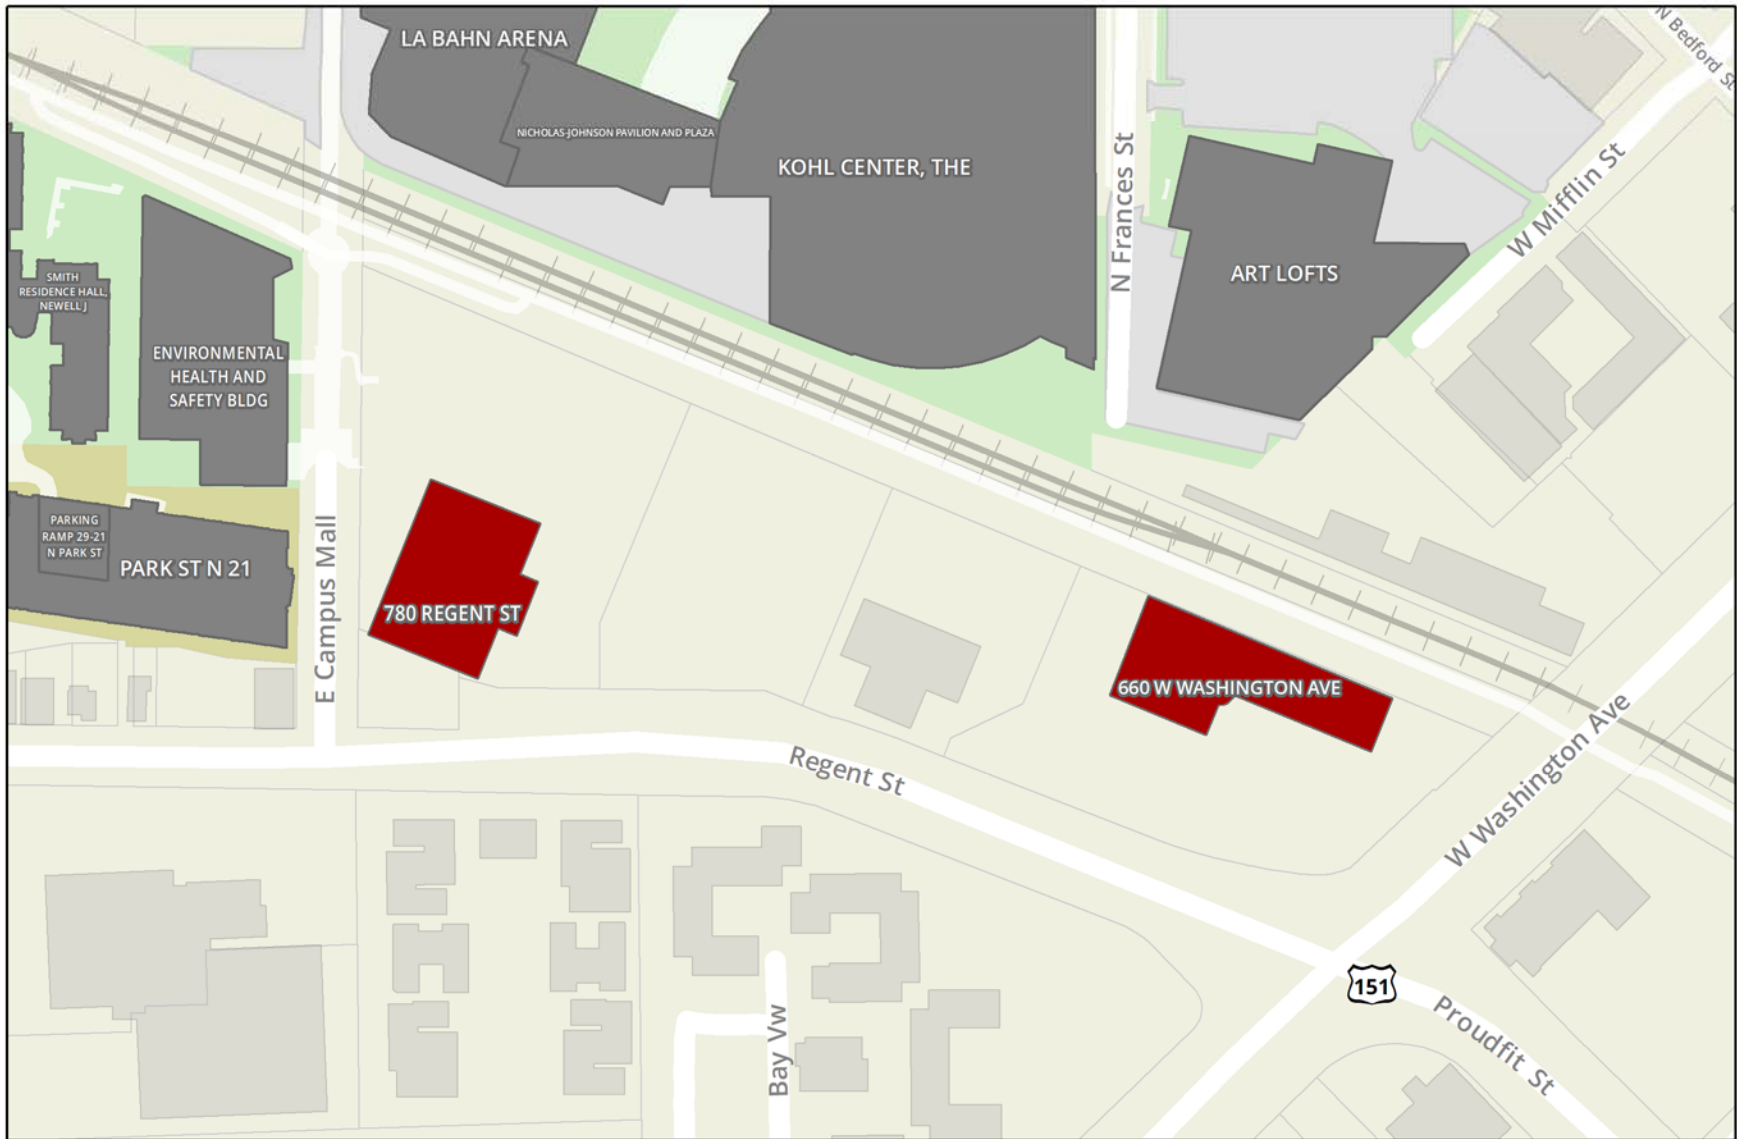 LA BAHN ARENA
NICHOLAS-JOHNSON PAVILION AND PLAZA
KOHL CENTER, THE
N Frances St
ART LOFTS
W Mifflin St
N Bedford St
SMITH
RESIDENCE HALL,
NEWELL J
ENVIRONMENTAL
HEALTH AND
SAFETY BLDG
PARKING
RAMP 29-21
N PARK ST
PARK ST N 21
E Campus Mall
780 REGENT ST
660 W WASHINGTON AVE
Regent St
W Washington Ave
151
Proudfit St
Bay Vw